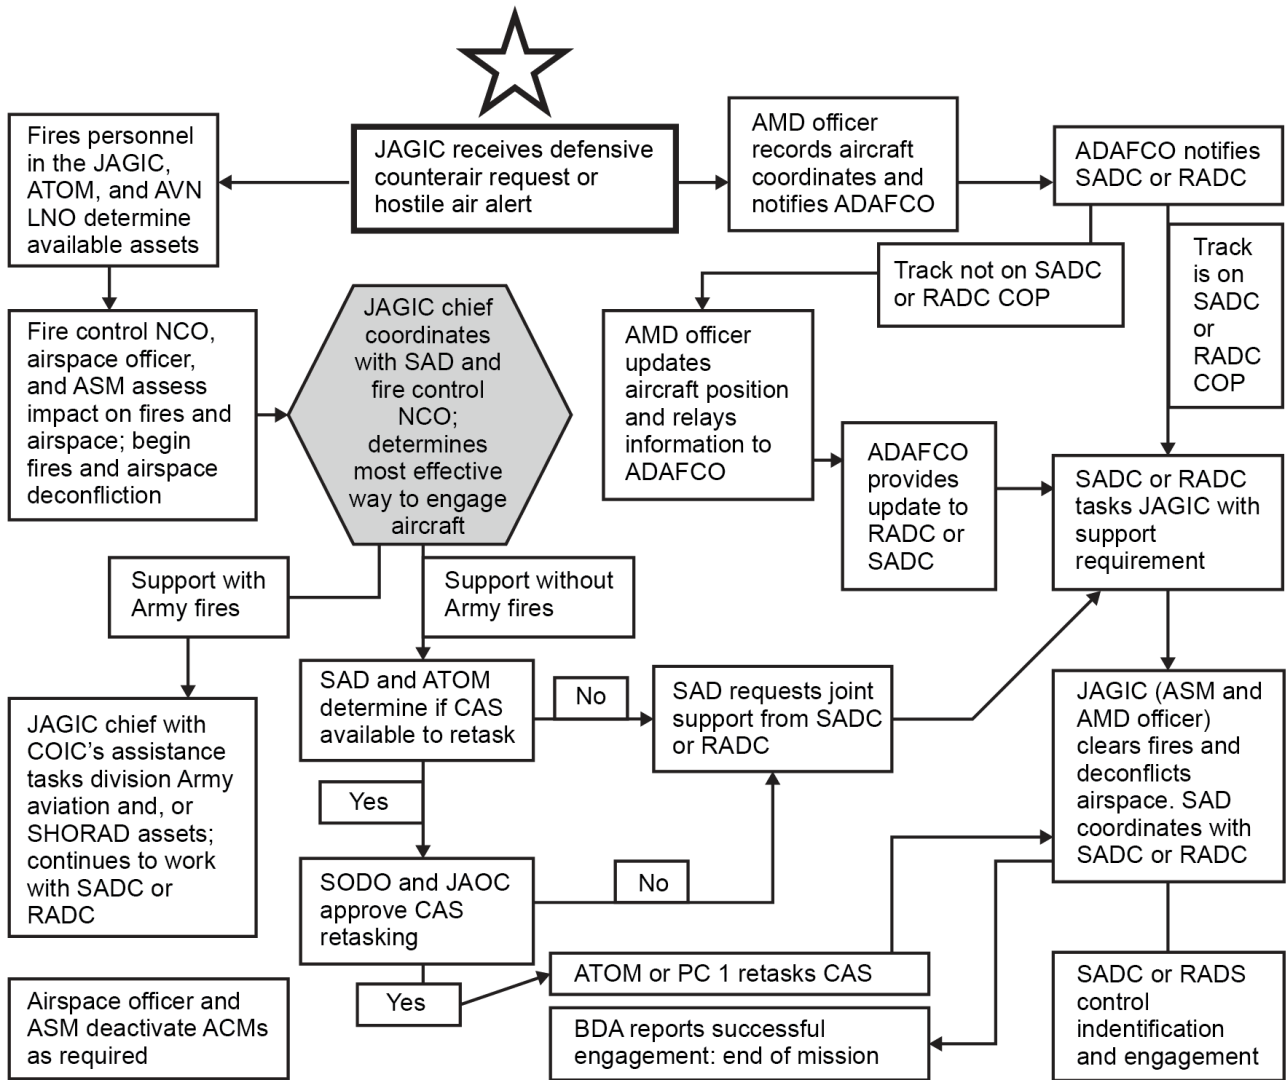 JAGIC receives defensive
counterair request or
hostile air alert
Fires personnel
in the JAGIC,
ATOM, and AVN
LNO determine
available assets
AMD officer
records aircraft
coordinates and
notifies ADAFCO
ADAFCO notifies
SADC or RADC
Track not on SADC
or RADC COP
Track
is on
SADC
or
RADC
COP
Fire control NCO,
airspace officer,
and ASM assess
impact on fires and
airspace; begin
fires and airspace
deconfliction
JAGIC chief
coordinates
with SAD and
fire control
NCO;
determines
most effective
way to engage
aircraft
AMD officer
updates
aircraft position
and relays
information to
ADAFCO
ADAFCO
provides
update to
RADC or
SADC
SADC or RADC
tasks JAGIC with
support
requirement
Support with
Army fires
Support without
Army fires
SAD and ATOM
determine if CAS
available to retask
No
SAD requests joint
support from SADC
or RADC
JAGIC chief with
COIC’s assistance
tasks division Army
aviation and, or
SHORAD assets;
continues to work
with SADC or
RADC
Yes
JAGIC (ASM and
AMD officer)
clears fires and
deconflicts
airspace. SAD
coordinates with
SADC or RADC
SODO and JAOC
approve CAS
retasking
No
Yes
ATOM or PC 1 retasks CAS
Airspace officer and
ASM deactivate ACMs
as required
BDA reports successful
engagement: end of mission
SADC or RADS
control
indentification
and engagement